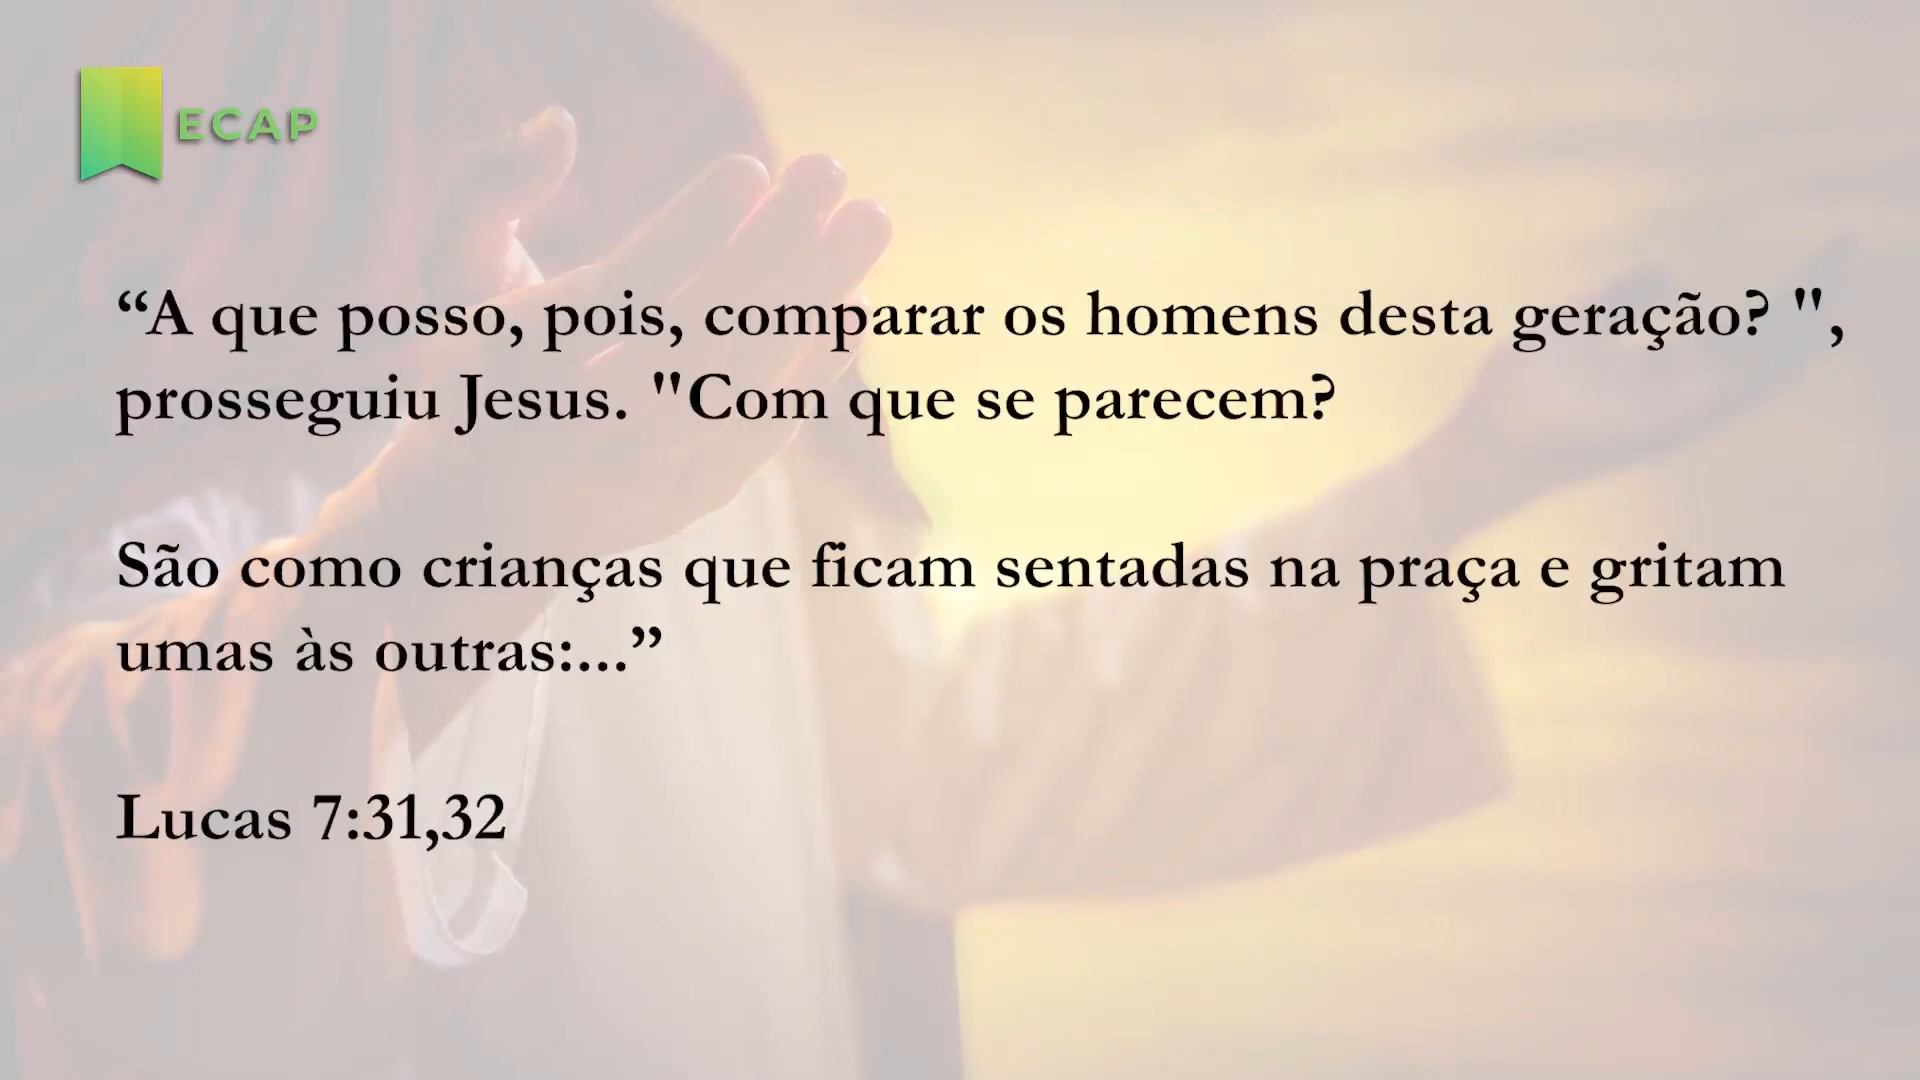 ECAP
“A que posso, pois, comparar os homens desta geração? ",
prosseguiu Jesus. "Com que se parecem?
São como crianças que ficam sentadas na praça e gritam
umas às outras:...”
Lucas 7:31,32